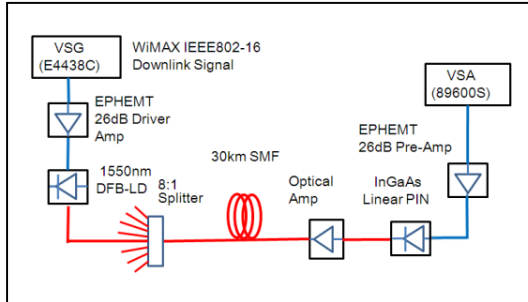 VSG
(E4438C)
WiMAX IEEE802-16
Downlink Signal
VSA
(89600S)
EPHEMT
26dB Driver
Amp
EPHEMT
26dB Pre-Amp
1550nm
DFB-LD
8:1
Splitter
30km SMF
Optical
Amp
InGaAs
Linear PIN